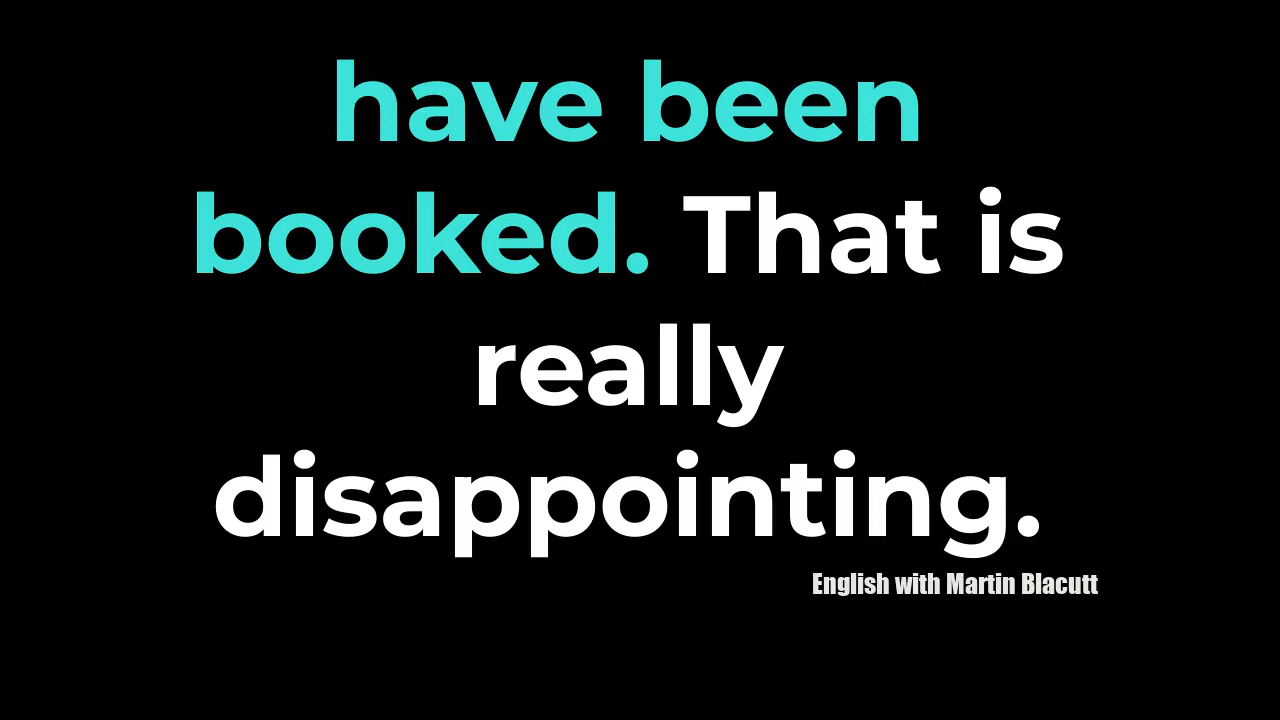 have been
booked. That is
really
disappointing.
English with Martin Blacutt